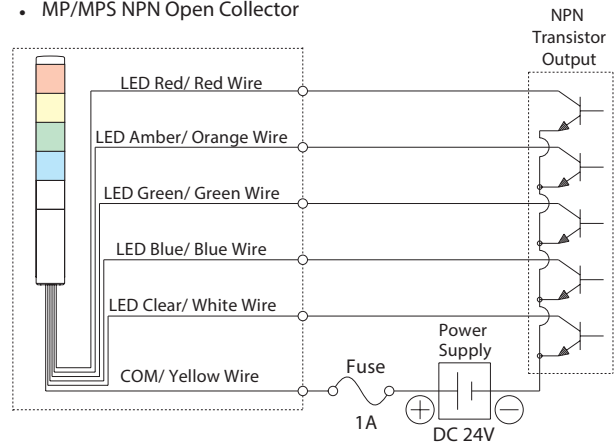 • MP/MPS NPN Open Collector
NPN
Transistor
Output
LED Red/ Red Wire
LED Amber/ Orange Wire
LED Green/ Green Wire
LED Blue/ Blue Wire
LED Clear/ White Wire
COM/ Yellow Wire
Fuse
1A
Power
Supply
+
−
DC 24V